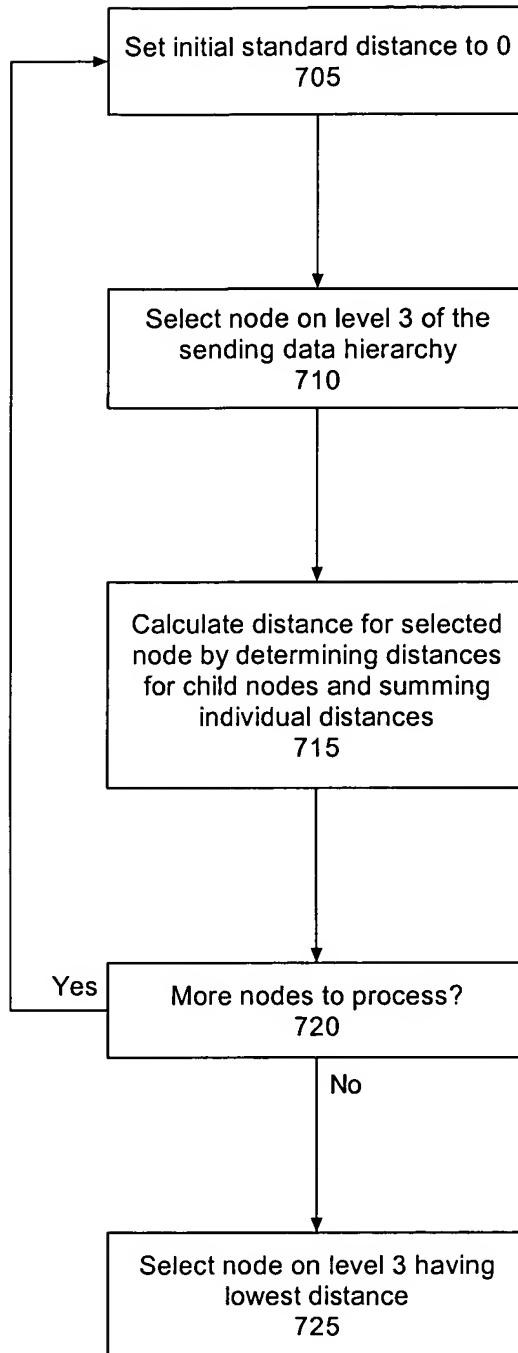 Set initial standard distance to 0
705
Select node on level 3 of the
sending data hierarchy
710
Calculate distance for selected
node by determining distances
for child nodes and summing
individual distances
715
Yes
More nodes to process?
720
No
Select node on level 3 having
lowest distance
725